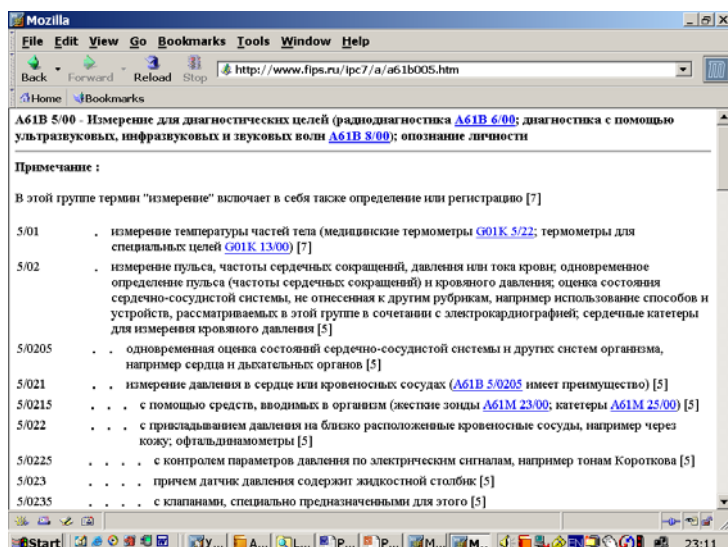 Mozilla
File Edit View Go Bookmarks Tools Window Help
Back Forward Reload Stop http://www.fips.ru/ipc7/a/a61b005.htm
Home Bookmarks
A61B 5/00 - Измерение для диагностических целей (радиодиагностика A61B 6/00; диагностика с помощью
ультразвуковых, инфразвуковых и звуковых волн A61B 8/00); опознание личности
Примечание :
В этой группе термин "измерение" включает в себя также определение или регистрацию [7]
5/01 . измерение температуры частей тела (медицинские термометры G01K 5/22; термометры для
специальных целей G01K 13/00) [7]
5/02 . измерение пульса, частоты сердечных сокращений, давления или тока крови; одновременное
определение пульса (частоты сердечных сокращений) и кровяного давления; оценка состояния
сердечно-сосудистой системы, не отнесенная к другим рубрикам, например использование способов и
устройств, рассматриваемых в этой группе в сочетании с электрокардиографией; сердечные катетеры
для измерения кровяного давления [5]
5/0205 . . одновременная оценка состояний сердечно-сосудистой системы и других систем организма,
например сердца и дыхательных органов [5]
5/021 . . измерение давления в сердце или кровеносных сосудах (A61B 5/0205 имеет преимущество) [5]
5/0215 . . . с помощью средств, вводимых в организм (жесткие зонды A61M 23/00; катетеры A61M 25/00) [5]
5/022 . . . с прикладыванием давления на близко расположенные кровеносные сосуды, например через
кожу; офтальдинамометры [5]
5/0225 . . . . с контролем параметров давления по электрическим сигналам, например тонам Короткова [5]
5/023 . . . . причем датчик давления содержит жидкостной столбик [5]
5/0235 . . . . с клапанами, специально предназначенными для этого [5]
Start У... A... L... P... P... M... M... EN 23:11